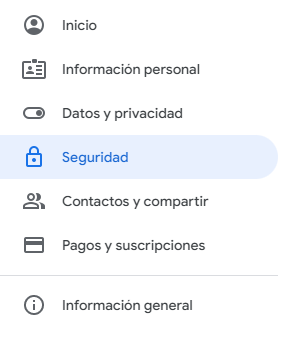 Inicio
Información personal
Datos y privacidad
Seguridad
Contactos y compartir
Pagos y suscripciones
Información general